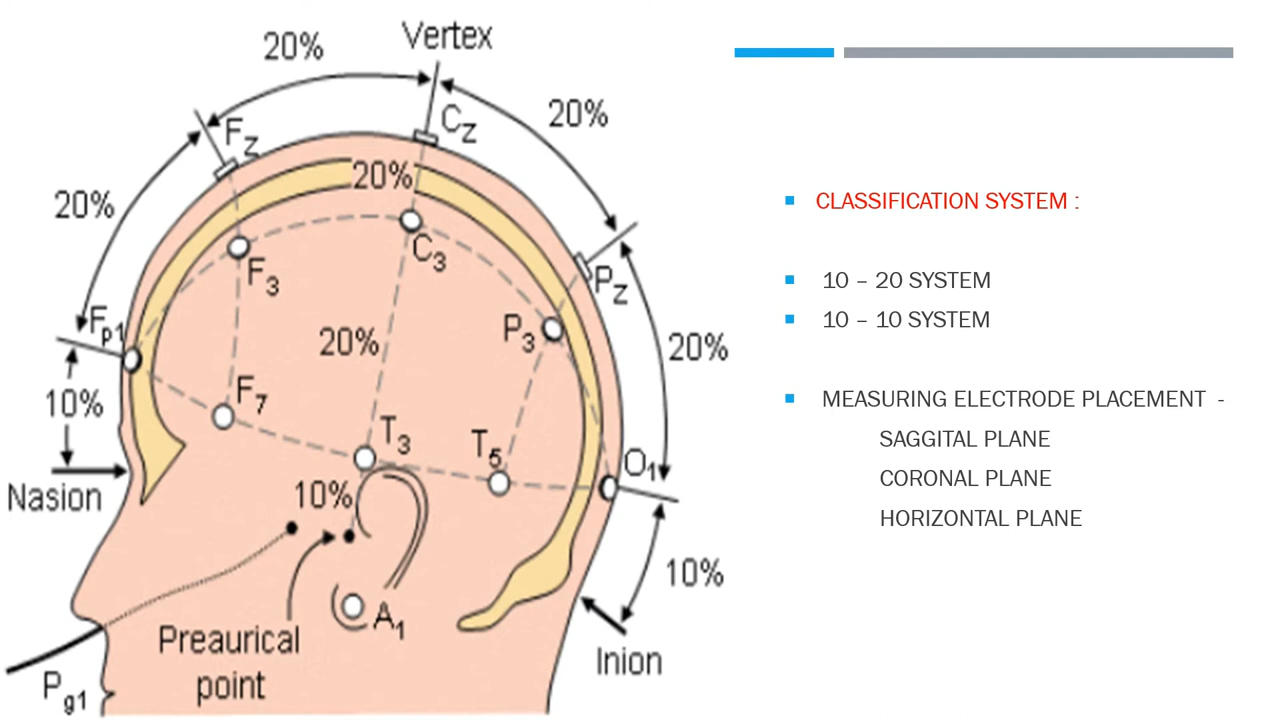 20%
Vertex
Fz
Cz
20%
20%
20%
Fp1
F3
C3
Pz
P3
20%
20%
10%
F7
T3
T5
O1
Nasion
10%
10%
A1
Preaurical
point
Inion
Pg1
CLASSIFICATION SYSTEM :
10 – 20 SYSTEM
10 – 10 SYSTEM
MEASURING ELECTRODE PLACEMENT -
SAGGITAL PLANE
CORONAL PLANE
HORIZONTAL PLANE